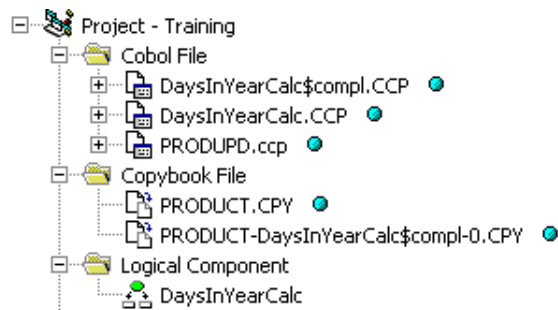 Project - Training
Cobol File
DaysInYearCalc$compl.CCP
DaysInYearCalc.CCP
PRODUPD.ccp
Copybook File
PRODUCT.CPY
PRODUCT-DaysInYearCalc$compl-0.CPY
Logical Component
DaysInYearCalc